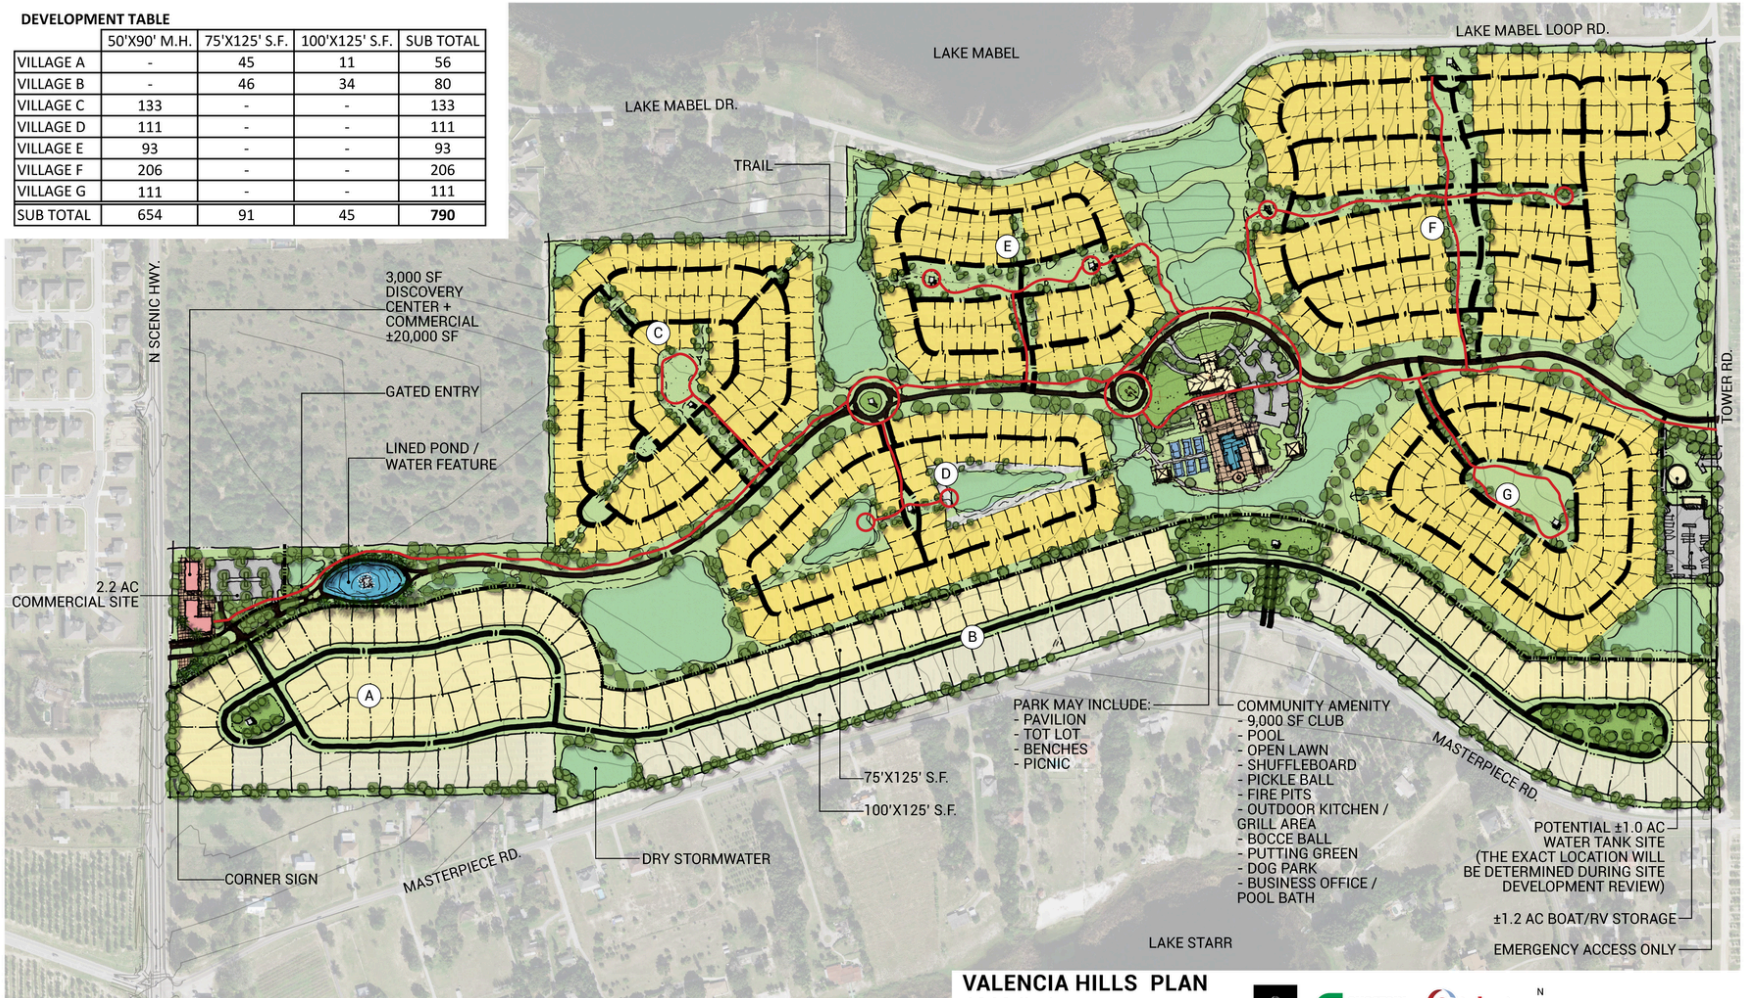 DEVELOPMENT TABLE
50'X90' M.H. 75'X125' S.F. 100'X125' S.F. SUB TOTAL
VILLAGE A - 45 11 56
VILLAGE B - 46 34 80
VILLAGE C 133 - - 133
VILLAGE D 111 - - 111
VILLAGE E 93 - - 93
VILLAGE F 206 - - 206
VILLAGE G 111 - - 111
SUB TOTAL 654 91 45 790
LAKE MABEL
LAKE MABEL LOOP RD.
LAKE MABEL DR.
TRAIL
N SCENIC HWY.
3,000 SF
DISCOVERY
CENTER +
COMMERCIAL
±20,000 SF
GATED ENTRY
LINED POND /
WATER FEATURE
2.2 AC
COMMERCIAL SITE
E
F
C
D
G
B
A
TOWER RD.
PARK MAY INCLUDE:
- PAVILION
- TOT LOT
- BENCHES
- PICNIC
COMMUNITY AMENITY
- 9,000 SF CLUB
- POOL
- OPEN LAWN
- SHUFFLEBOARD
- PICKLE BALL
- FIRE PITS
- OUTDOOR KITCHEN /
GRILL AREA
- BOCCE BALL
- PUTTING GREEN
- DOG PARK
- BUSINESS OFFICE /
POOL BATH
MASTERPIECE RD.
75'X125' S.F.
100'X125' S.F.
DRY STORMWATER
MASTERPIECE RD.
CORNER SIGN
POTENTIAL ±1.0 AC
WATER TANK SITE
(THE EXACT LOCATION WILL
BE DETERMINED DURING SITE
DEVELOPMENT REVIEW)
±1.2 AC BOAT/RV STORAGE
EMERGENCY ACCESS ONLY
LAKE STARR
VALENCIA HILLS PLAN
N